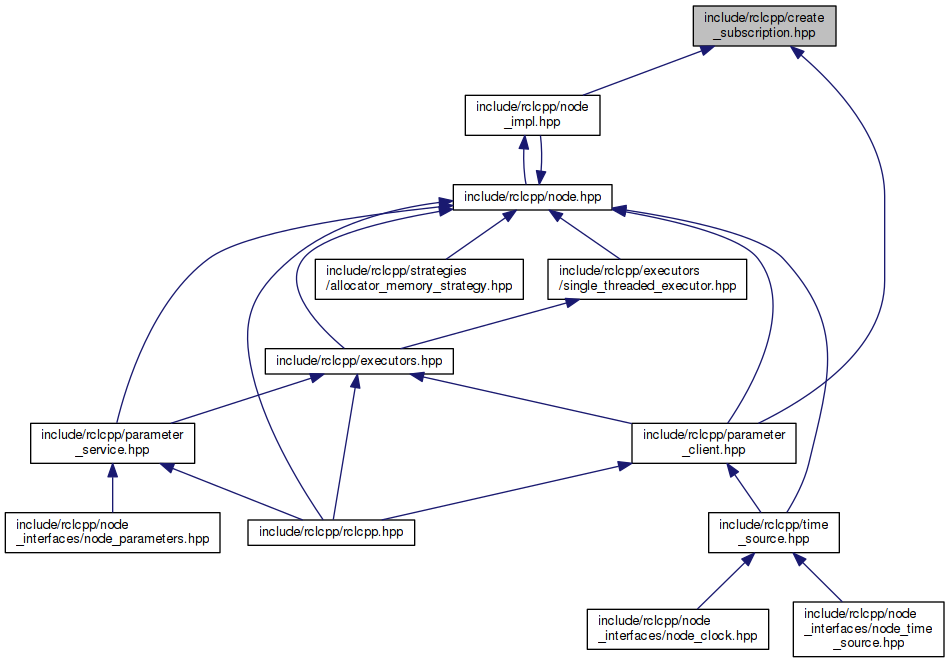 include/rclcpp/create
_subscription.hpp
include/rclcpp/node
_impl.hpp
include/rclcpp/node.hpp
include/rclcpp/strategies
/allocator_memory_strategy.hpp
include/rclcpp/executors
/single_threaded_executor.hpp
include/rclcpp/executors.hpp
include/rclcpp/parameter
_service.hpp
include/rclcpp/parameter
_client.hpp
include/rclcpp/node
_interfaces/node_parameters.hpp
include/rclcpp/rclcpp.hpp
include/rclcpp/time
_source.hpp
include/rclcpp/node
_interfaces/node_clock.hpp
include/rclcpp/node
_interfaces/node_time
_source.hpp